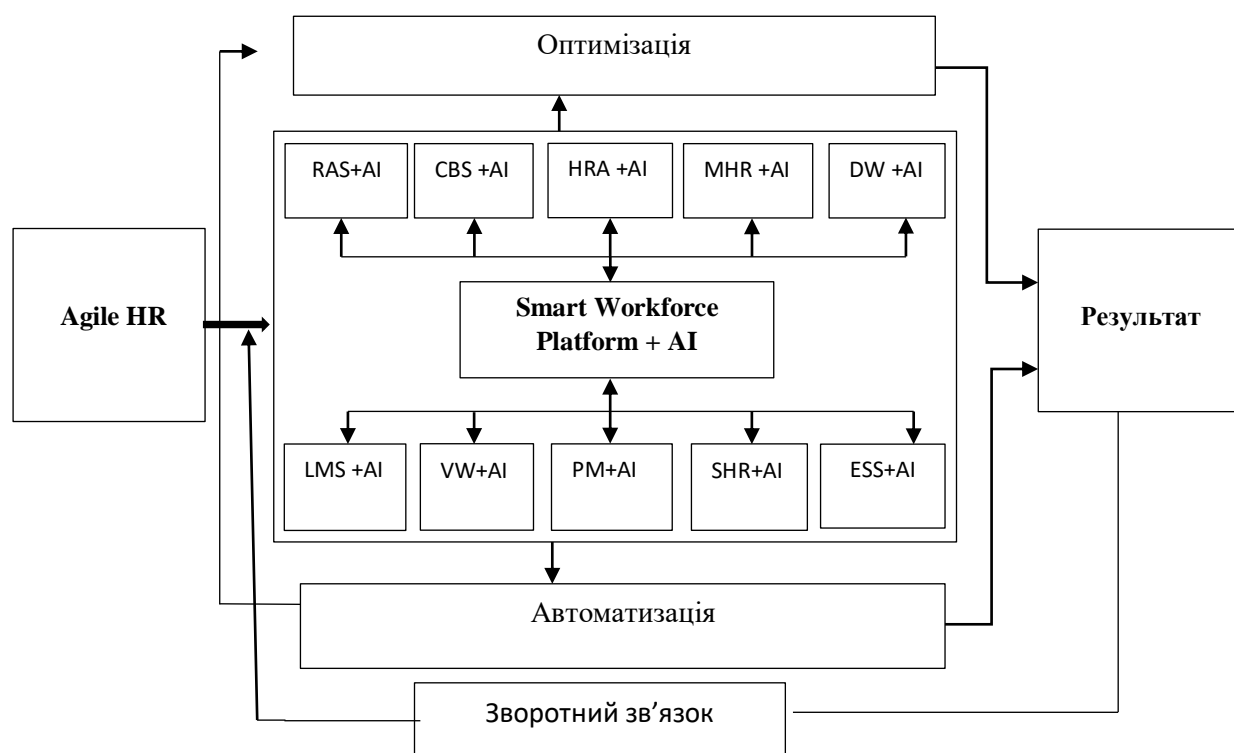 Оптимізація
RAS+AI
CBS +AI
HRA +AI
MHR +AI
DW +AI
Agile HR
Smart Workforce
Platform + AI
Результат
LMS +AI
VW+AI
PM+AI
SHR+AI
ESS+AI
Автоматизація
Зворотний зв’язок